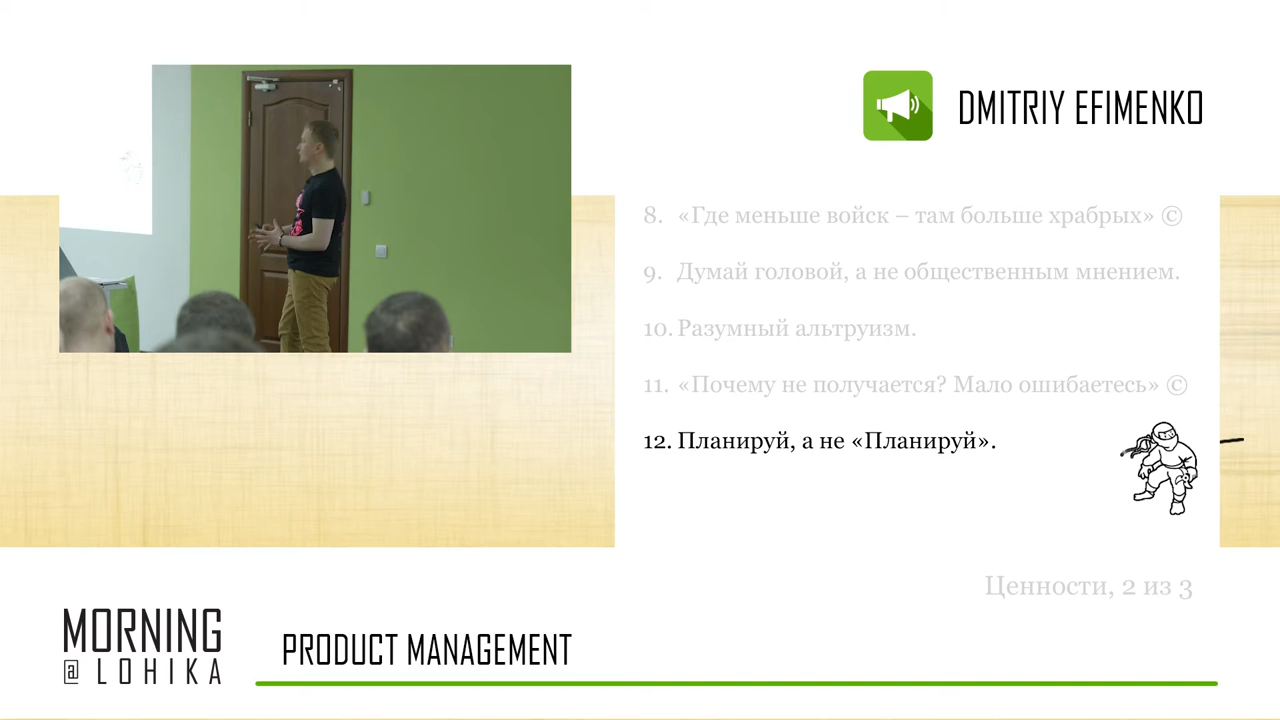 DMITRIY EFIMENKO
8. «Где меньше войск – там больше храбрых» ©
9. Думай головой, а не общественным мнением.
10. Разумный альтруизм.
11. «Почему не получается? Мало ошибаетесь» ©
12. Планируй, а не «Планируй».
Ценности, 2 из 3
MORNING
@ LOHIKA
PRODUCT MANAGEMENT